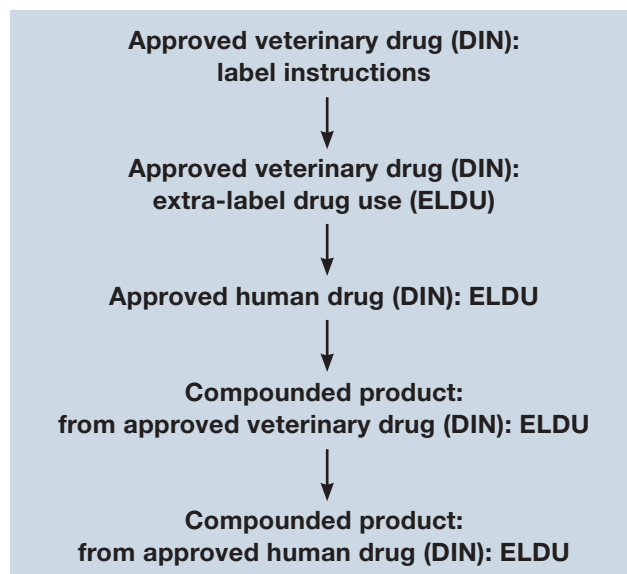 Approved veterinary drug (DIN):
label instructions
Approved veterinary drug (DIN):
extra-label drug use (ELDU)
Approved human drug (DIN): ELDU
Compounded product:
from approved veterinary drug (DIN): ELDU
Compounded product:
from approved human drug (DIN): ELDU